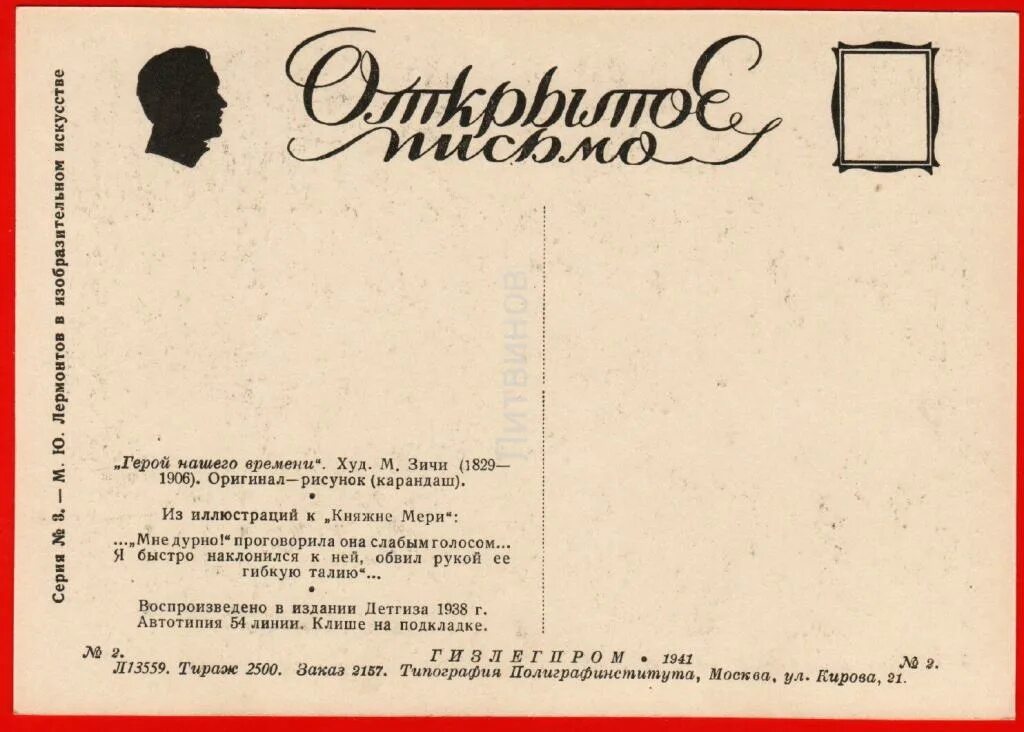 Открытое
письмо
Серия № 3. — М. Ю. Лермонтов в изобразительном искусстве
Литвинов
„Герой нашего времени“. Худ. М. Зичи (1829—
1906). Оригинал—рисунок (карандаш).
•
Из иллюстраций к „Княжне Мери“:
...„Мне дурно!“ проговорила она слабым голосом...
Я быстро наклонился к ней, обвил рукой ее
гибкую талию“...
•
Воспроизведено в издании Детгиза 1938 г.
Автотипия 54 линии. Клише на подкладке.
№ 2. ГИЗЛЕГПРОМ • 1941 № 2.
Л13559. Тираж 2500. Заказ 2157. Типография Полиграфинститута, Москва, ул. Кирова, 21.